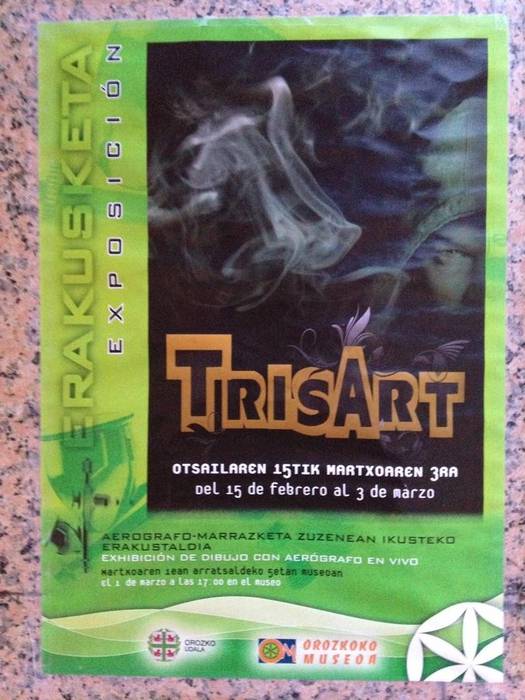 ERAKUSKETA
EXPOSICIÓN
TRISART
OTSAILAREN 15TIK MARTXOAREN 3RA
Del 15 de febrero al 3 de marzo
AEROGRAFO-MARRAZKETA ZUZENEAN IKUSTEKO
ERAKUSTALDIA
EXHIBICIÓN DE DIBUJO CON AERÓGRAFO EN VIVO
Martxoaren 1ean arratsaldeko 5etan museoan
El 1 de marzo a las 17:00 en el museo
OROZKO
UDALA
OM
OROZKOKO
MUSEOA